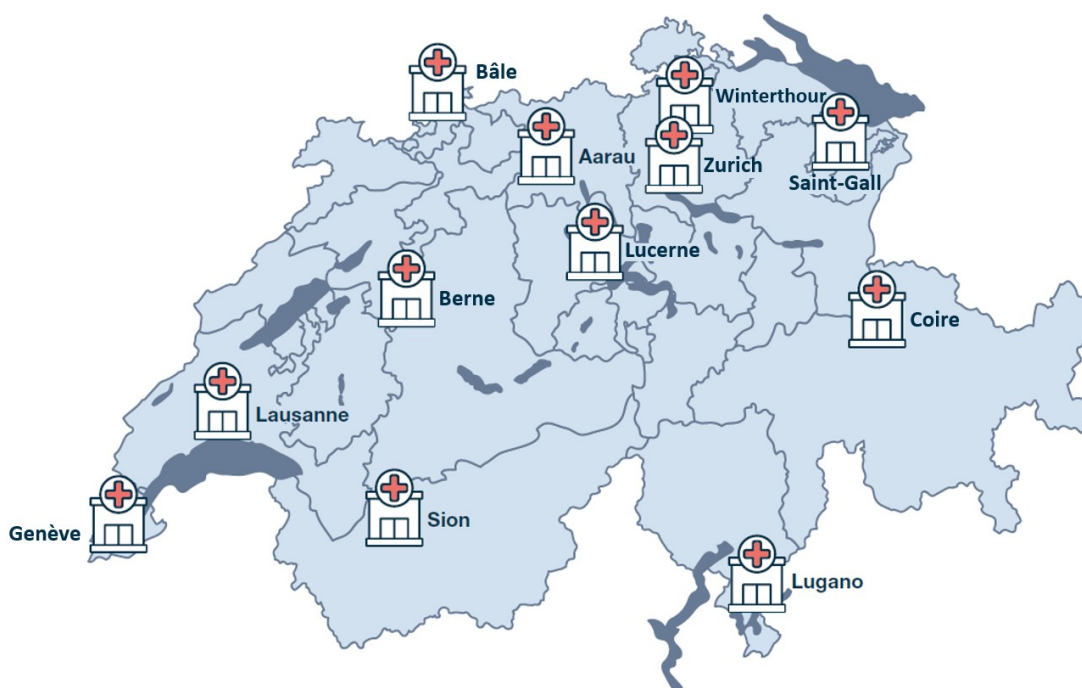 Bâle
Winterthour
Aarau
Zurich
Saint-Gall
Lucerne
Berne
Coire
Lausanne
Genève
Sion
Lugano